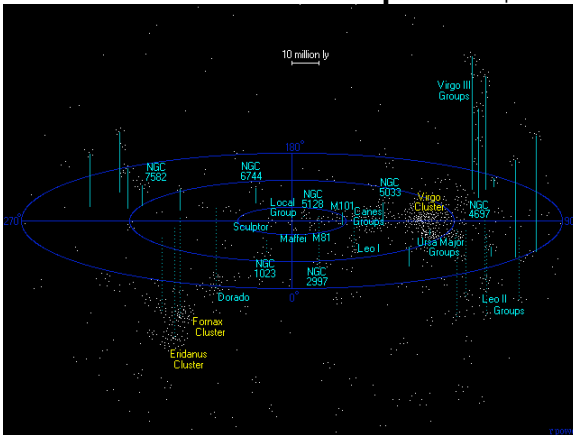 10 million ly
Virgo III
Groups
180°
NGC
7582
NGC
6744
NGC
5128
NGC
5033
Local
Group
M101
Canes
Groups
Virgo
Cluster
NGC
4697
270°
Sculptor
Maffei
M81
Leo I
Ursa Major
Groups
NGC
1023
NGC
2997
0°
Dorado
Leo II
Groups
Fornax
Cluster
Eridanus
Cluster